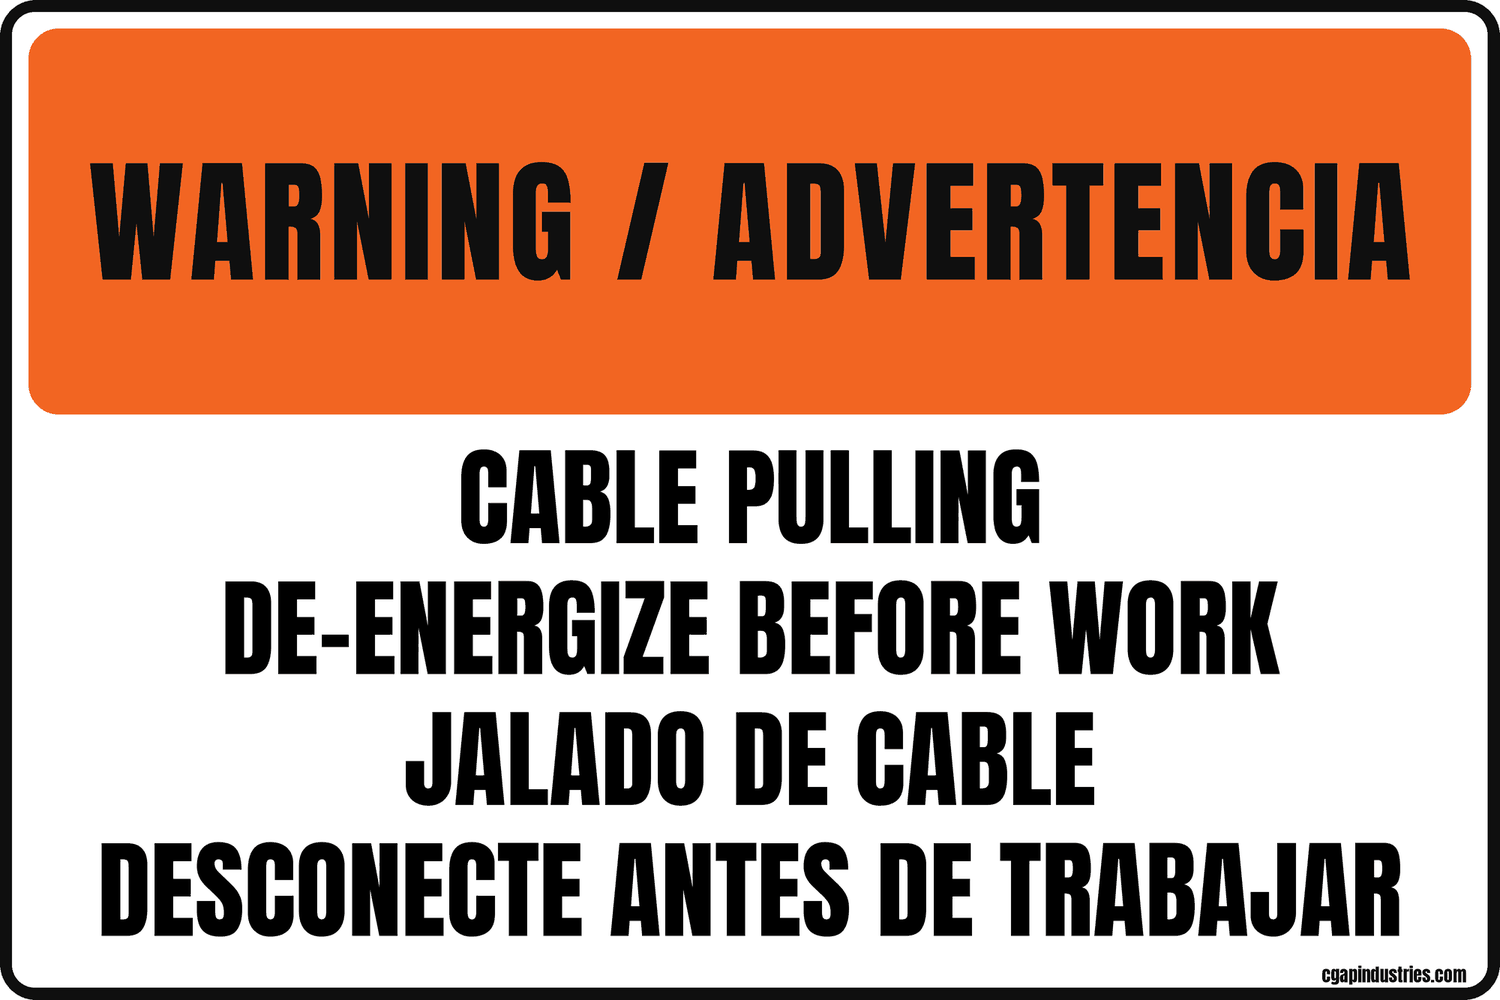 WARNING / ADVERTENCIA
CABLE PULLING
DE-ENERGIZE BEFORE WORK
JALADO DE CABLE
DESCONECTE ANTES DE TRABAJAR
cgapindustries.com